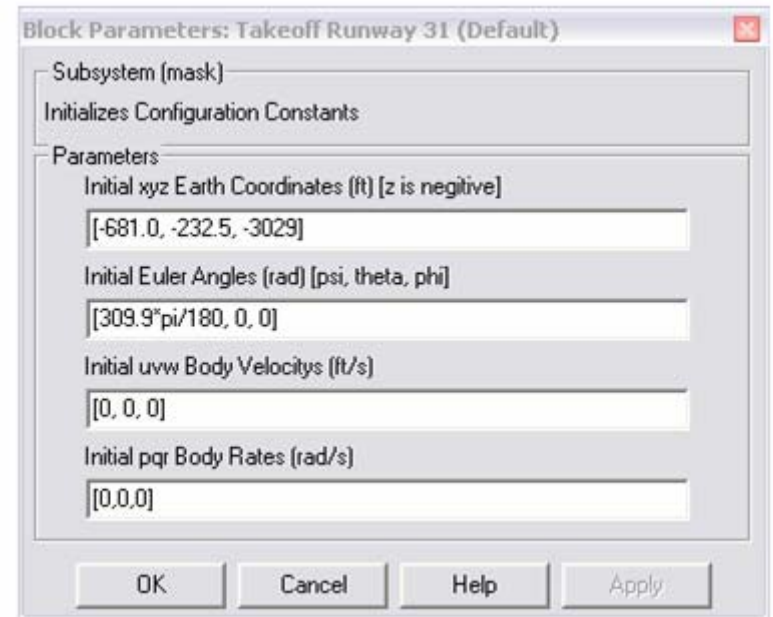 Block Parameters: Takeoff Runway 31 (Default)
Subsystem (mask)
Initializes Configuration Constants
Parameters
Initial xyz Earth Coordinates (ft) [z is negitive]
[-681.0, -232.5, -3029]
Initial Euler Angles (rad) [psi, theta, phi]
[309.9*pi/180, 0, 0]
Initial uvw Body Velocitys (ft/s)
[0, 0, 0]
Initial pqr Body Rates (rad/s)
[0,0,0]
OK Cancel Help Apply